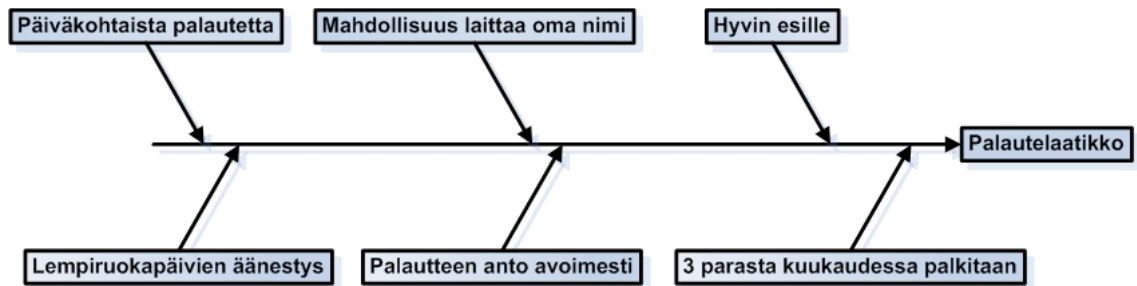 Päiväkohtaista palautetta
Mahdollisuus laittaa oma nimi
Hyvin esille
Palautelaatikko
Lempiruokapäivien äänestys
Palautteen anto avoimesti
3 parasta kuukaudessa palkitaan